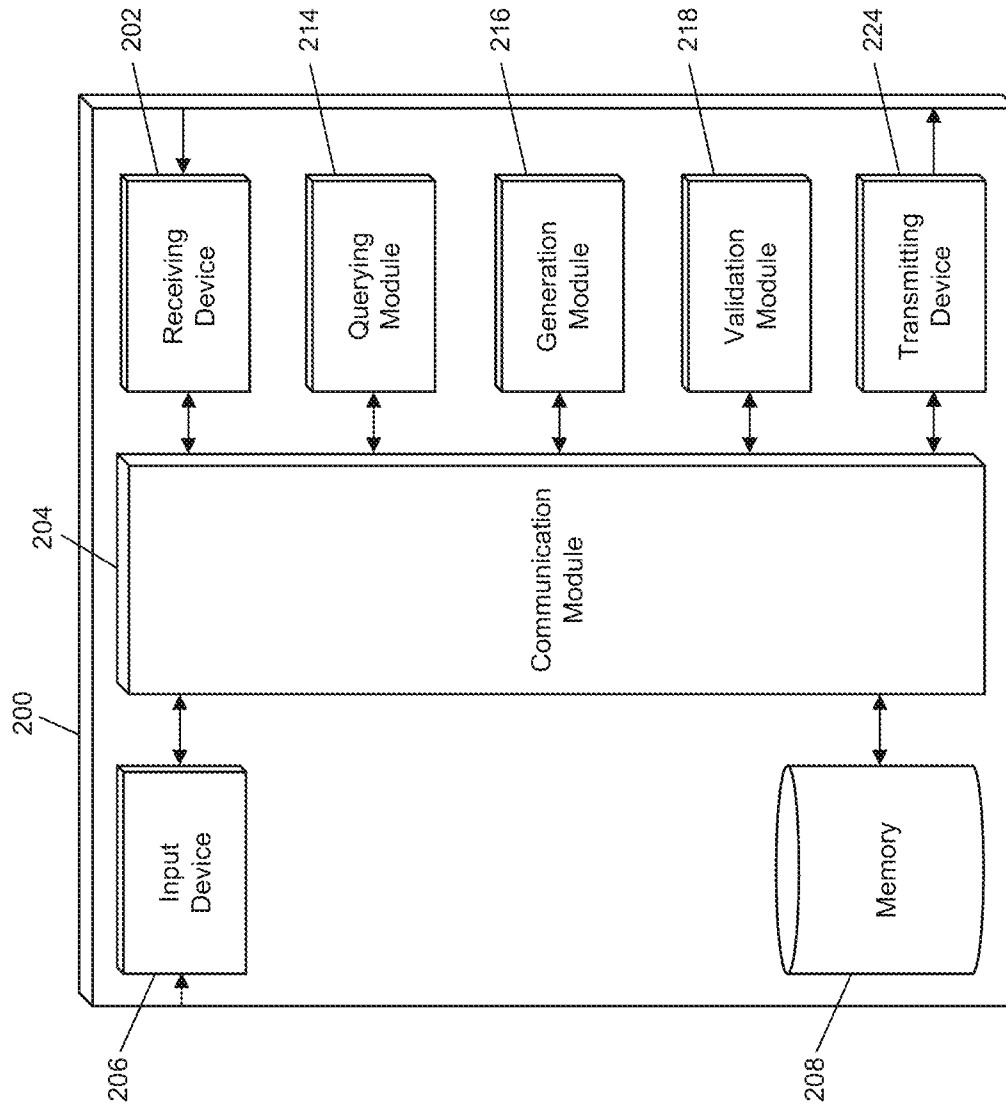 200
204
206
Input
Device
208
Memory
Communication
Module
Receiving
Device
202
Querying
Module
214
Generation
Module
216
Validation
Module
218
Transmitting
Device
224